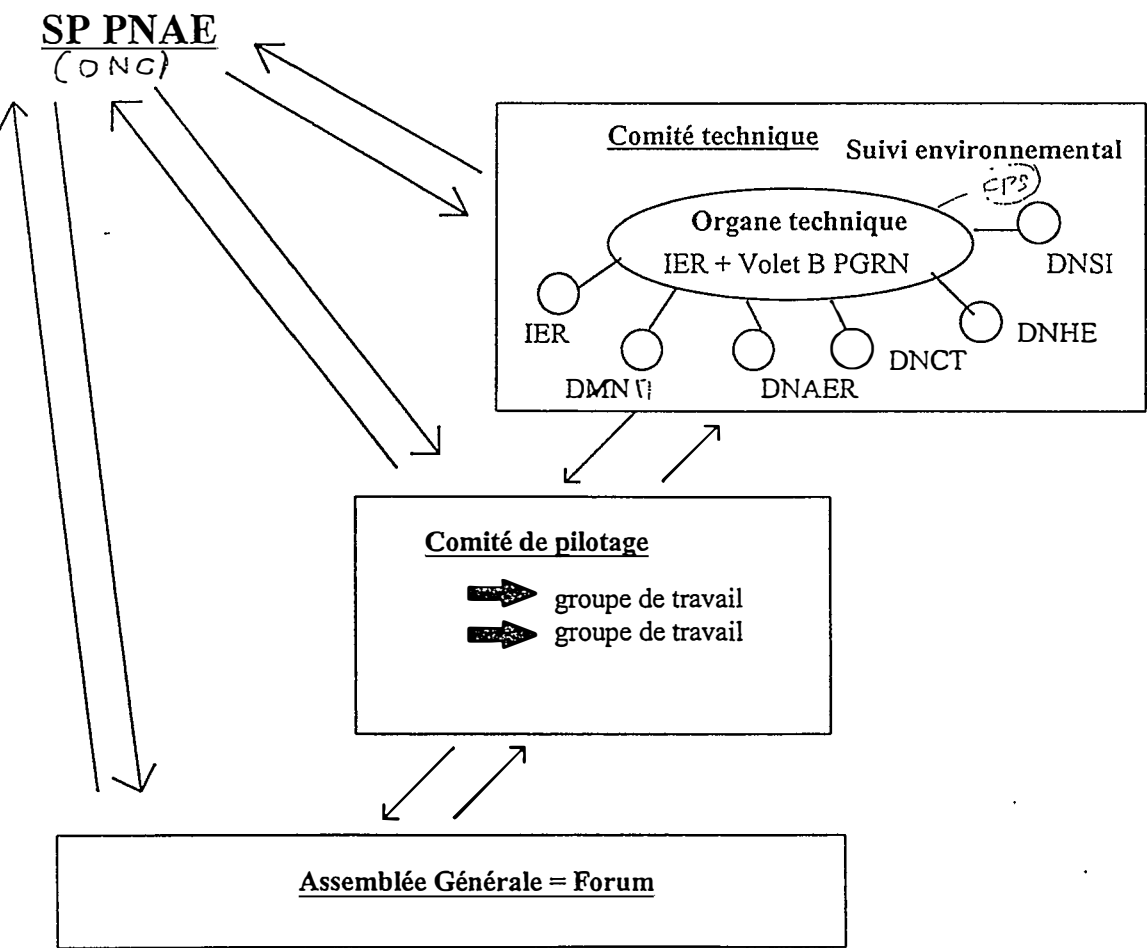 SP PNAE
(ONG)
Comité technique
Suivi environnemental
CPS
Organe technique
IER + Volet B PGRN
DNSI
IER
DNHE
DNCT
DMN
DNAER
Comité de pilotage
groupe de travail
groupe de travail
Assemblée Générale = Forum